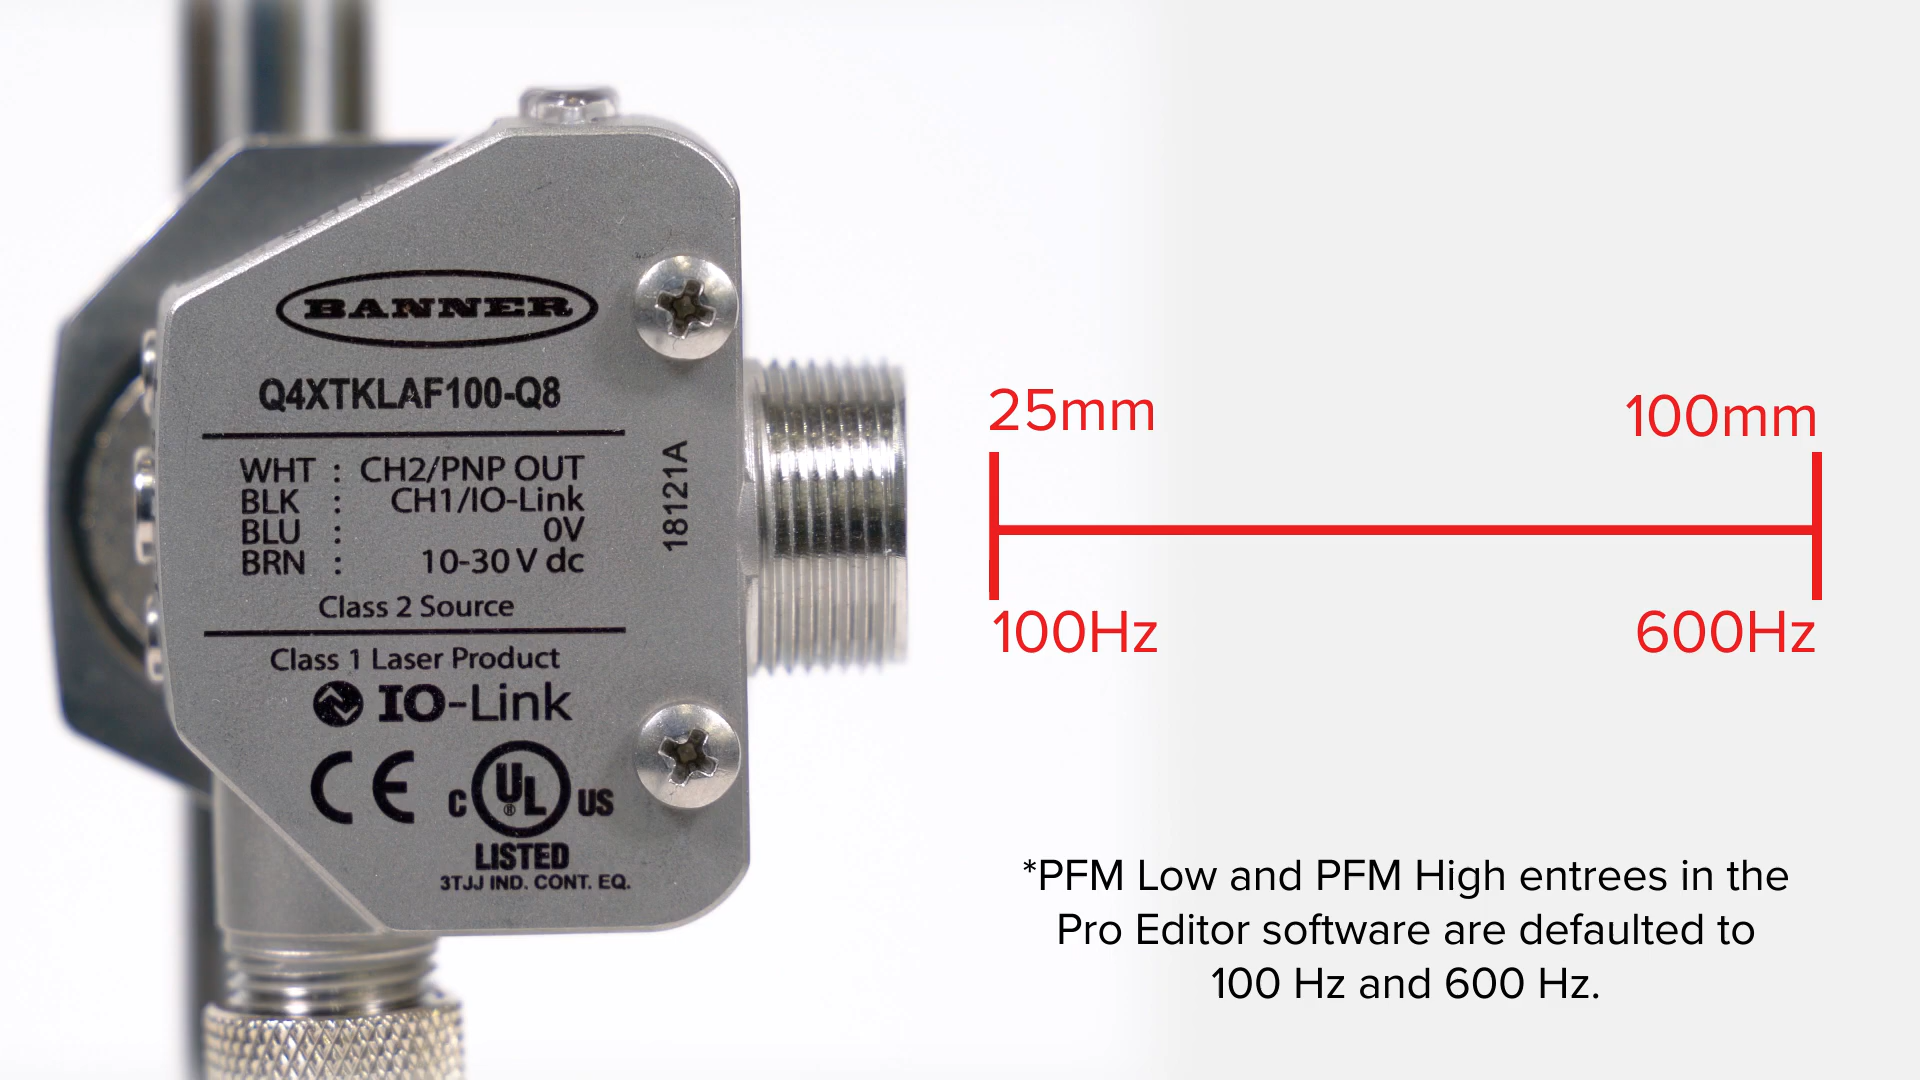 BANNER
Q4XTKLAF100-Q8
WHT : CH2/PNP OUT
BLK : CH1/IO-Link
BLU : 0V
BRN : 10-30 V dc
Class 2 Source
18121A
Class 1 Laser Product
IO-Link
CE
C UL ® US
LISTED
3TJJ IND. CONT. EQ.
25mm 100mm
100Hz 600Hz
*PFM Low and PFM High entrees in the
Pro Editor software are defaulted to
100 Hz and 600 Hz.